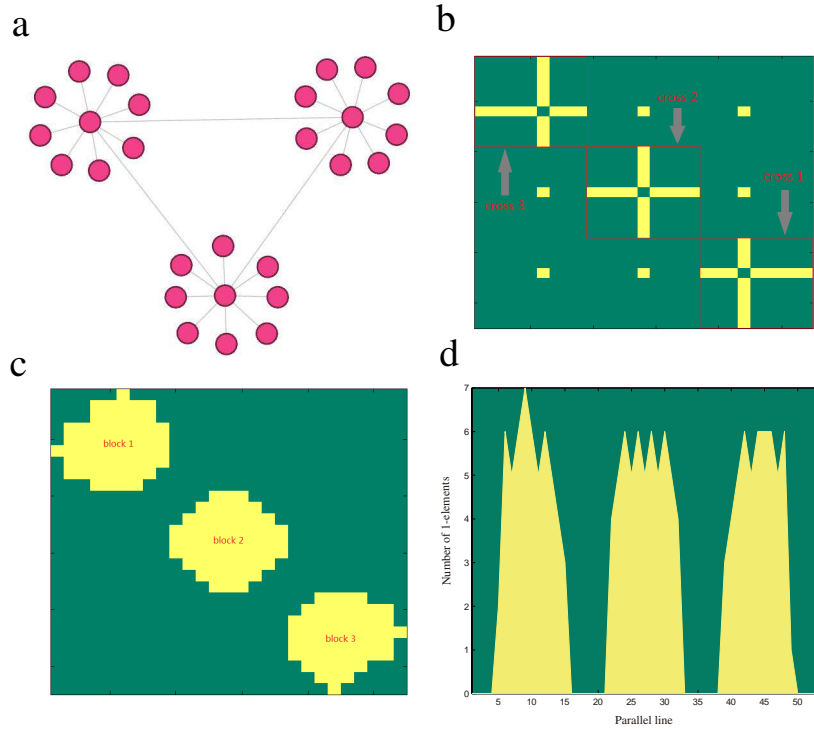 a
b
cross 2
cross 1
cross 3
c
block 1
block 2
block 3
d
7
6
5
4
3
2
1
0
Number of 1-elements
5 10 15 20 25 30 35 40 45 50
Parallel line